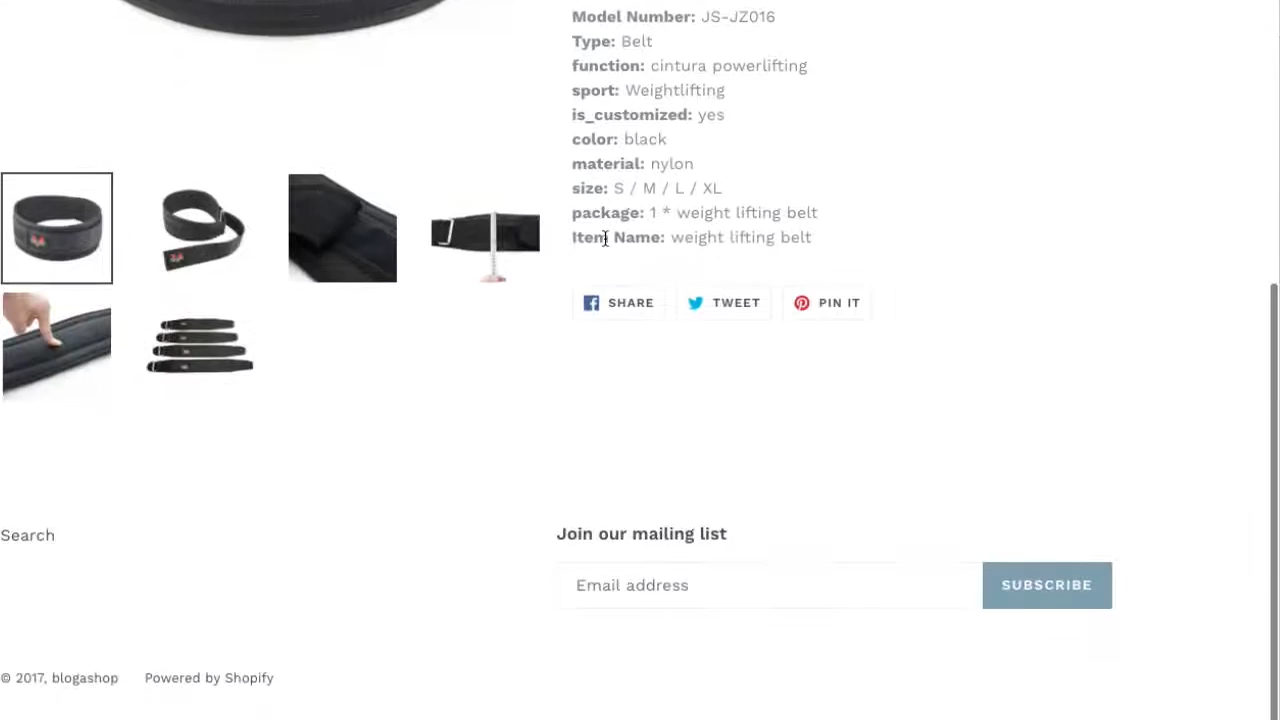 Model Number: JS-JZ016
Type: Belt
function: cintura powerlifting
sport: Weightlifting
is_customized: yes
color: black
material: nylon
size: S / M / L / XL
package: 1 * weight lifting belt
Item Name: weight lifting belt
SHARE
TWEET
PIN IT
Search
Join our mailing list
Email address
SUBSCRIBE
© 2017, blogashop
Powered by Shopify